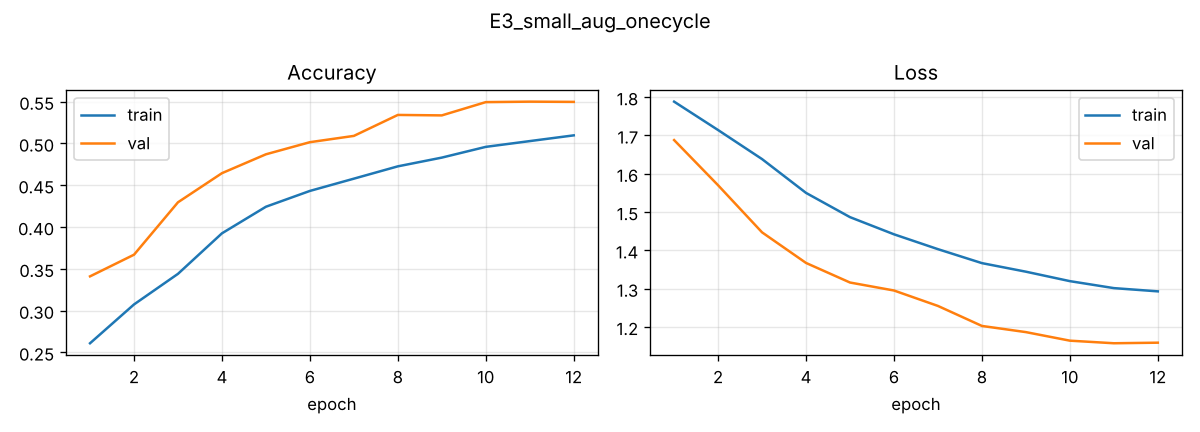 E3_small_aug_onecycle
Accuracy
0.55
0.50
0.45
0.40
0.35
0.30
0.25
train
val
2 4 6 8 10 12
epoch
Loss
1.8
1.7
1.6
1.5
1.4
1.3
1.2
train
val
2 4 6 8 10 12
epoch